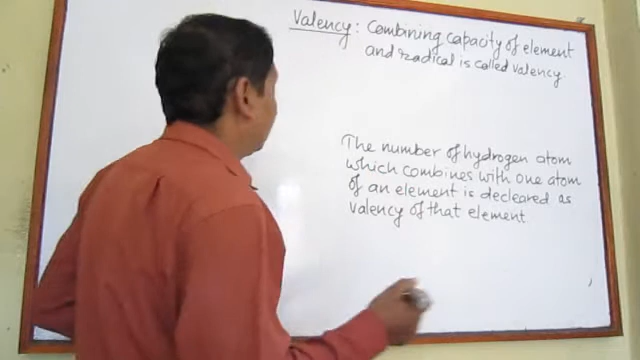 Valency: Combining capacity of element
and radical is called valency.
The number of hydrogen atom
which combines with one atom
of an element is decleared as
valency of that element.